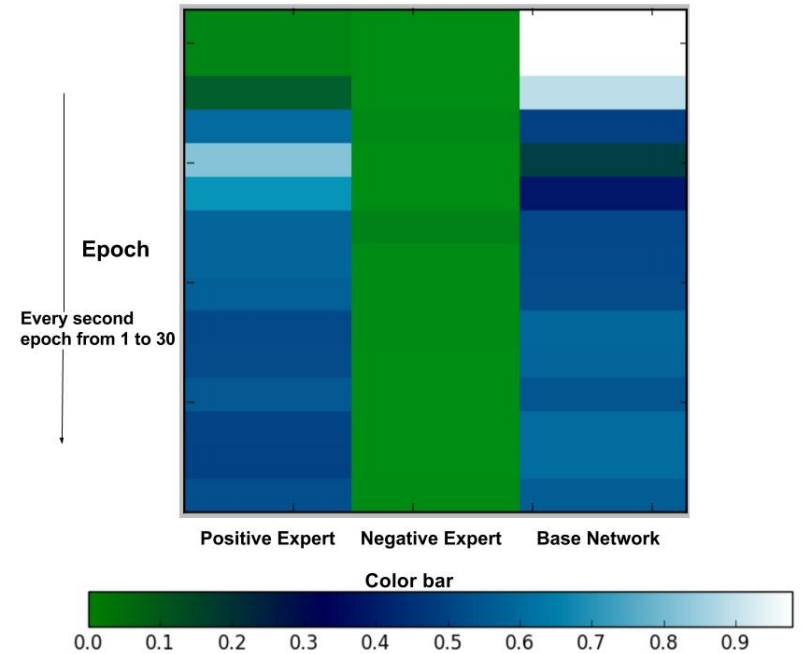 Epoch
Every second
epoch from 1 to 30
Positive Expert Negative Expert Base Network
Color bar
0.0 0.1 0.2 0.3 0.4 0.5 0.6 0.7 0.8 0.9